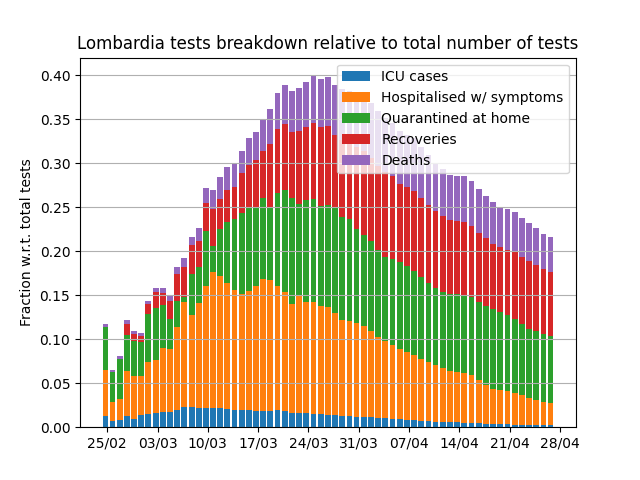 Lombardia tests breakdown relative to total number of tests
Fraction w.r.t. total tests
0.40
0.35
0.30
0.25
0.20
0.15
0.10
0.05
0.00
ICU cases
Hospitalised w/ symptoms
Quarantined at home
Recoveries
Deaths
25/02 03/03 10/03 17/03 24/03 31/03 07/04 14/04 21/04 28/04